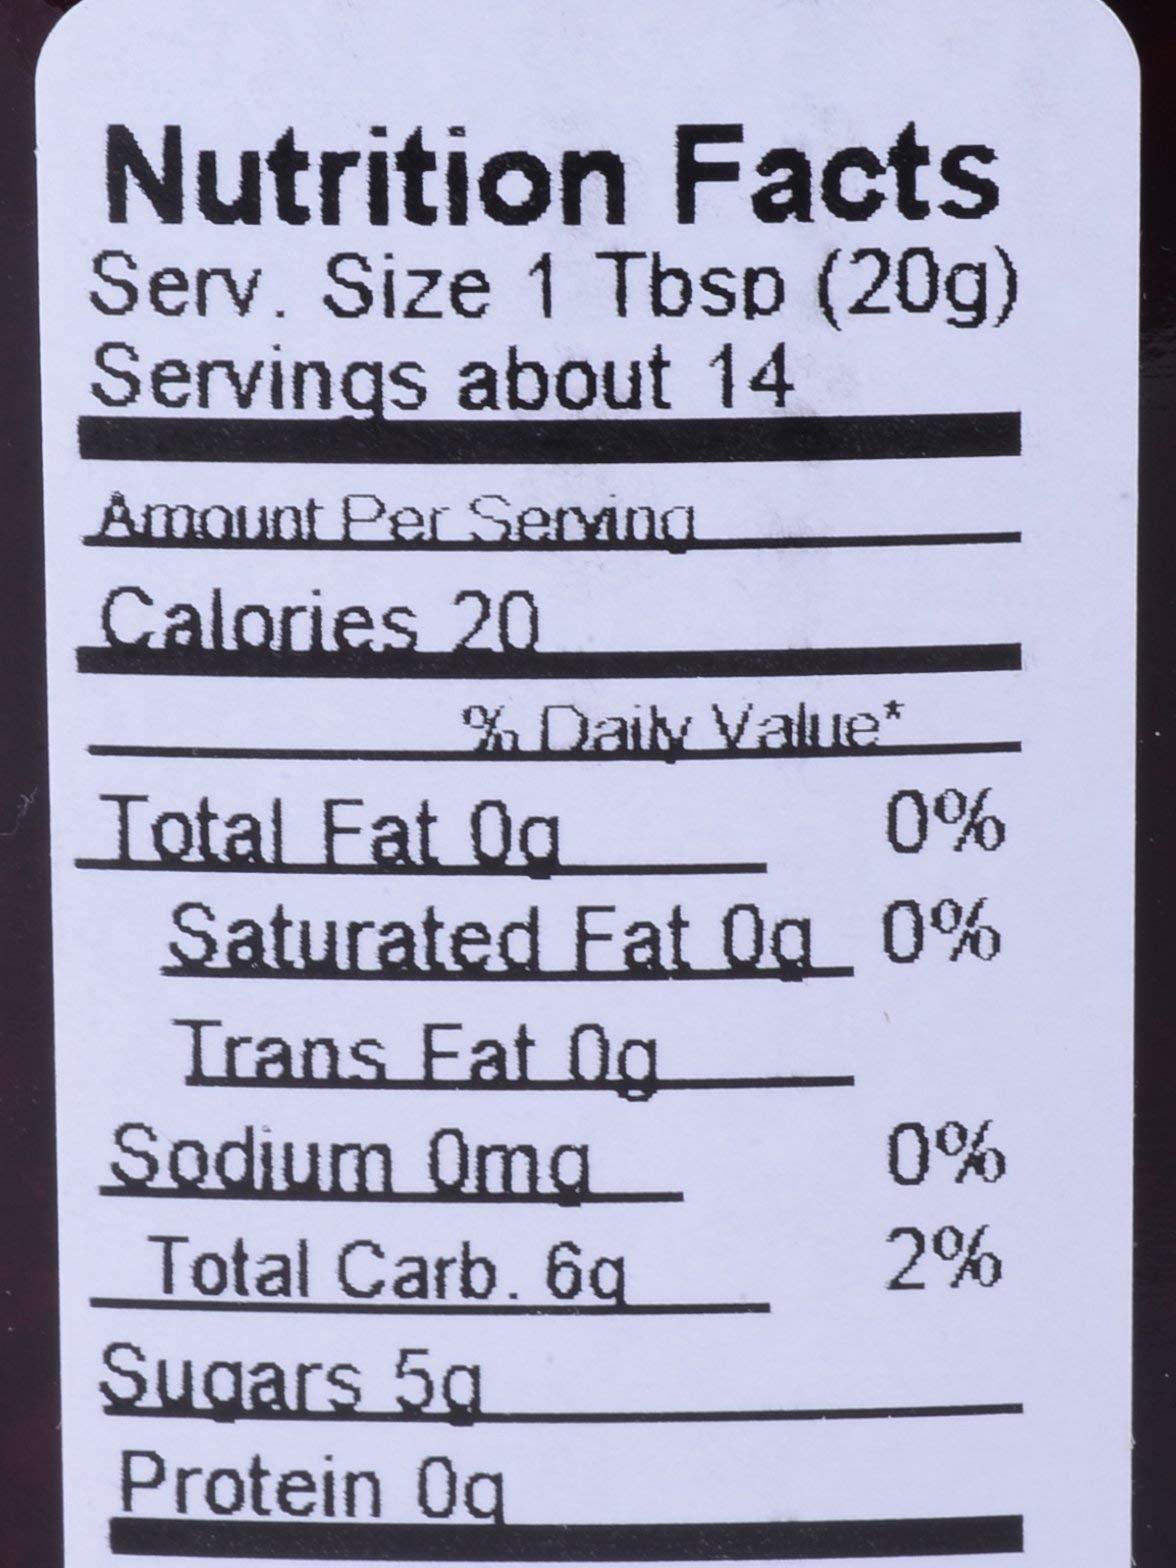 Nutrition Facts
Serv. Size 1 Tbsp (20g)
Servings about 14
Amount Per Serving
Calories 20
% Daily Value*
Total Fat 0g 0%
Saturated Fat 0g 0%
Trans Fat 0g
Sodium 0mg 0%
Total Carb. 6g 2%
Sugars 5g
Protein 0g